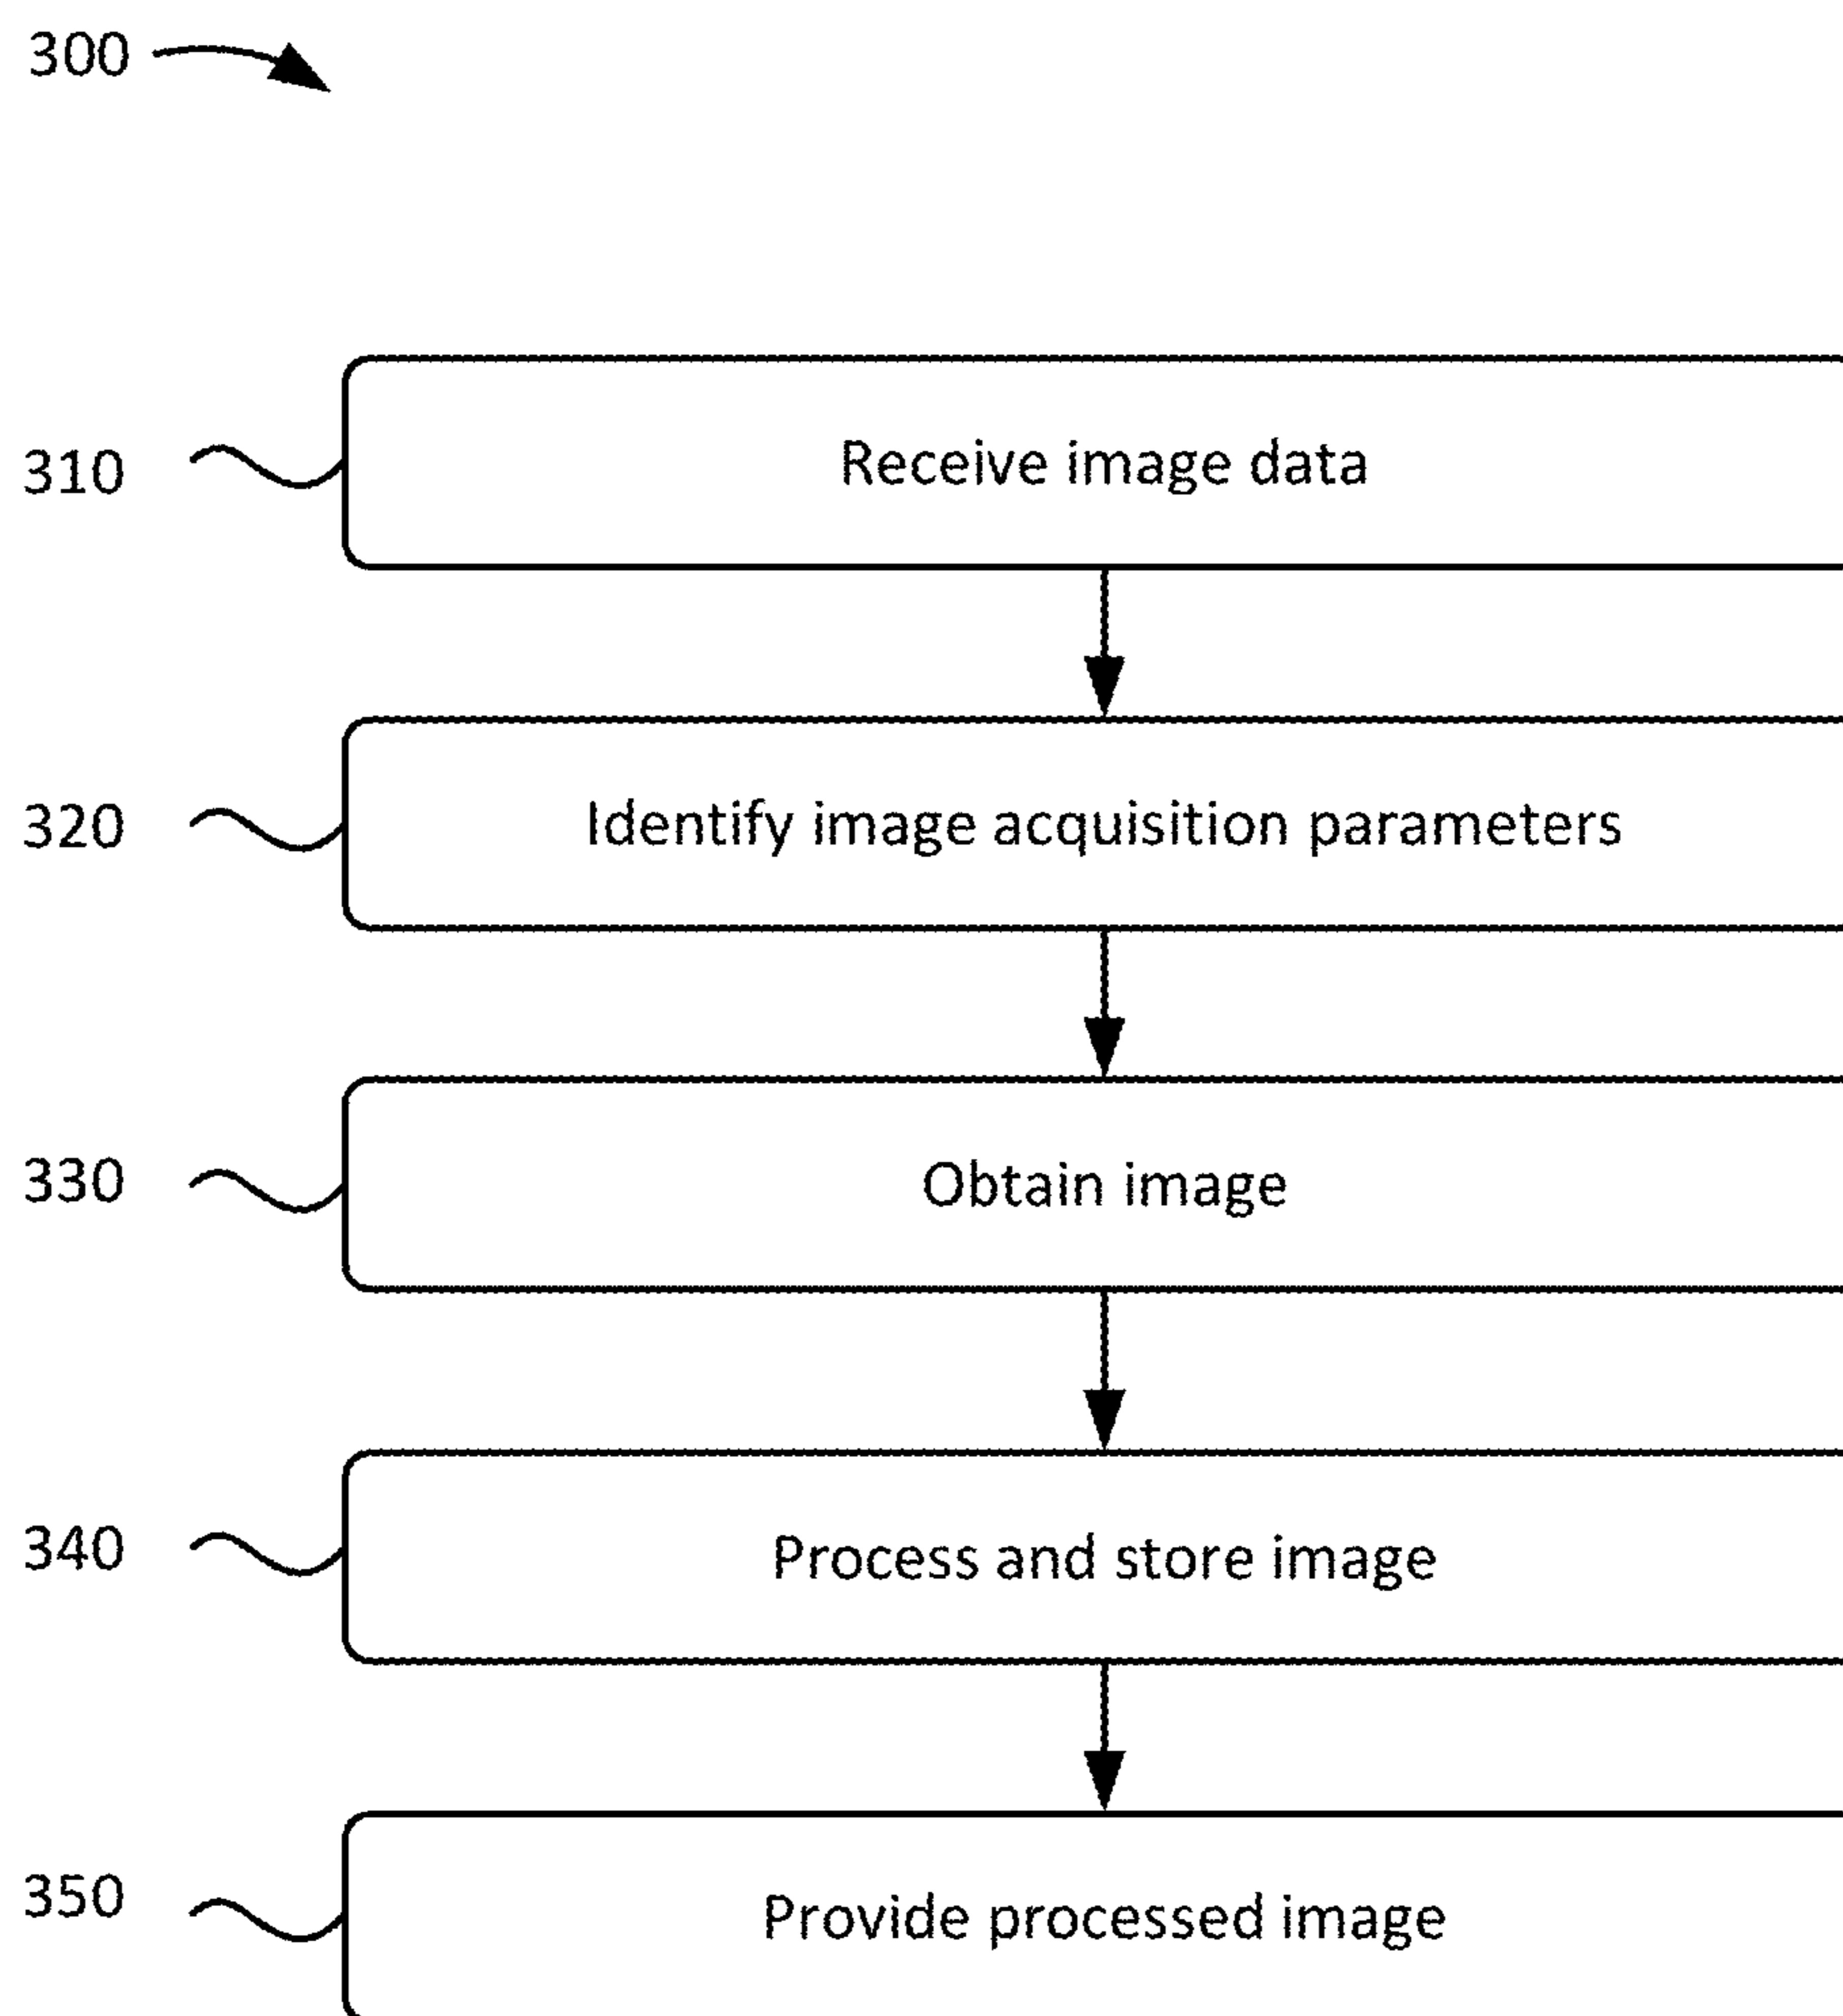 300
310 Receive image data
320 Identify image acquisition parameters
330 Obtain image
340 Process and store image
350 Provide processed image